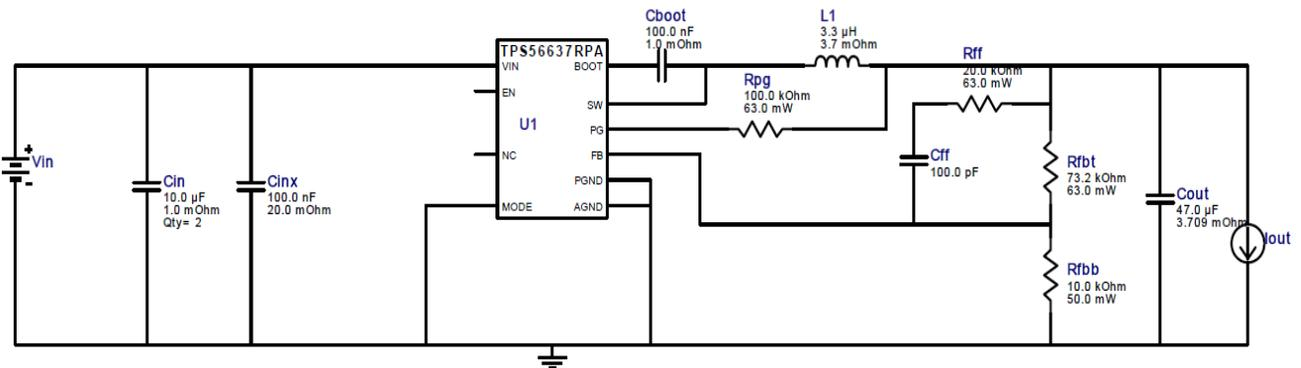 Cboot
100.0 nF
1.0 mOhm
L1
3.3 µH
3.7 mOhm
TPS56637RPA
VIN
BOOT
EN
SW
U1
PG
NC
FB
PGND
MODE
AGND
Rpg
100.0 kOhm
63.0 mW
Rff
20.0 kOhm
63.0 mW
+
Vin
-
Cin
10.0 µF
1.0 mOhm
Qty= 2
Cinx
100.0 nF
20.0 mOhm
Cff
100.0 pF
Rfbt
73.2 kOhm
63.0 mW
Cout
47.0 µF
3.709 mOhm
Iout
Rfbb
10.0 kOhm
50.0 mW